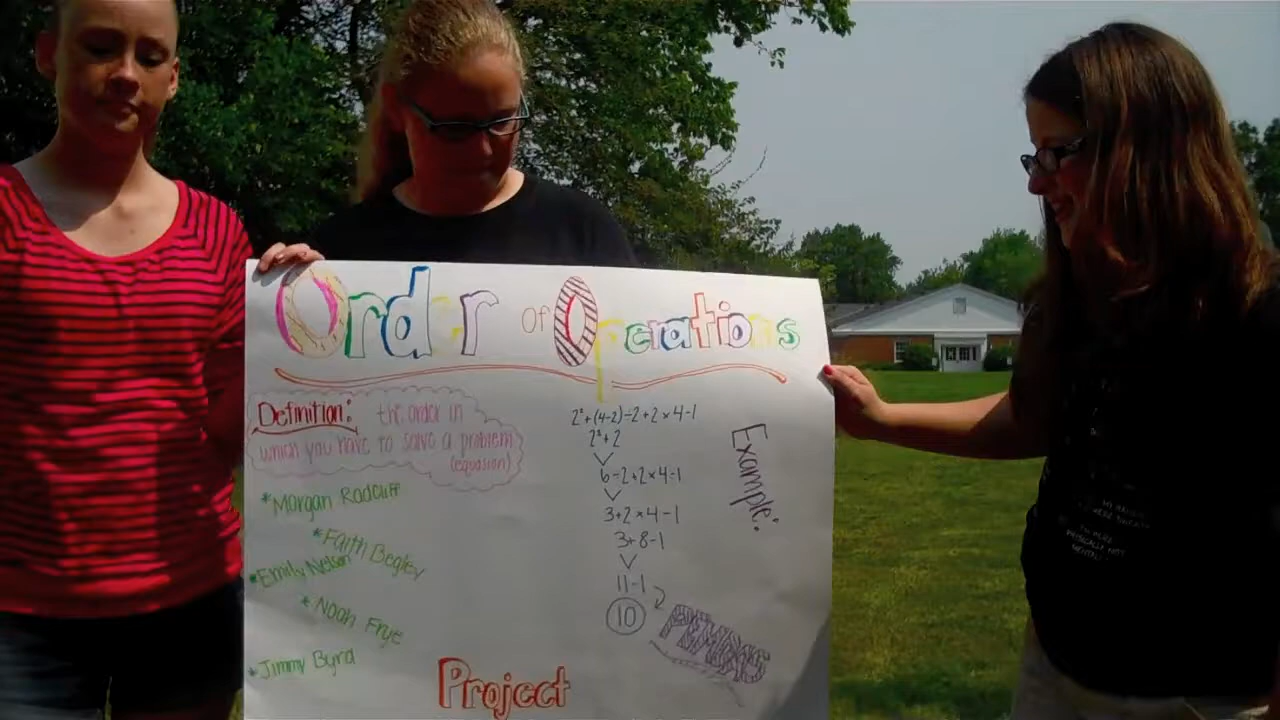 Order of Operations
Definition: the order in
which you have to solve a problem
(equasion)
*Morgan Radcliff
*Faith Begley
*Emily Nelson
*Noah Frye
*Jimmy Byrd
Example:
2²+(4-2)÷2+2×4-1
2²+2
6÷2+2×4-1
3+2×4-1
3+8-1
11-1
10
PEMDAS
Project